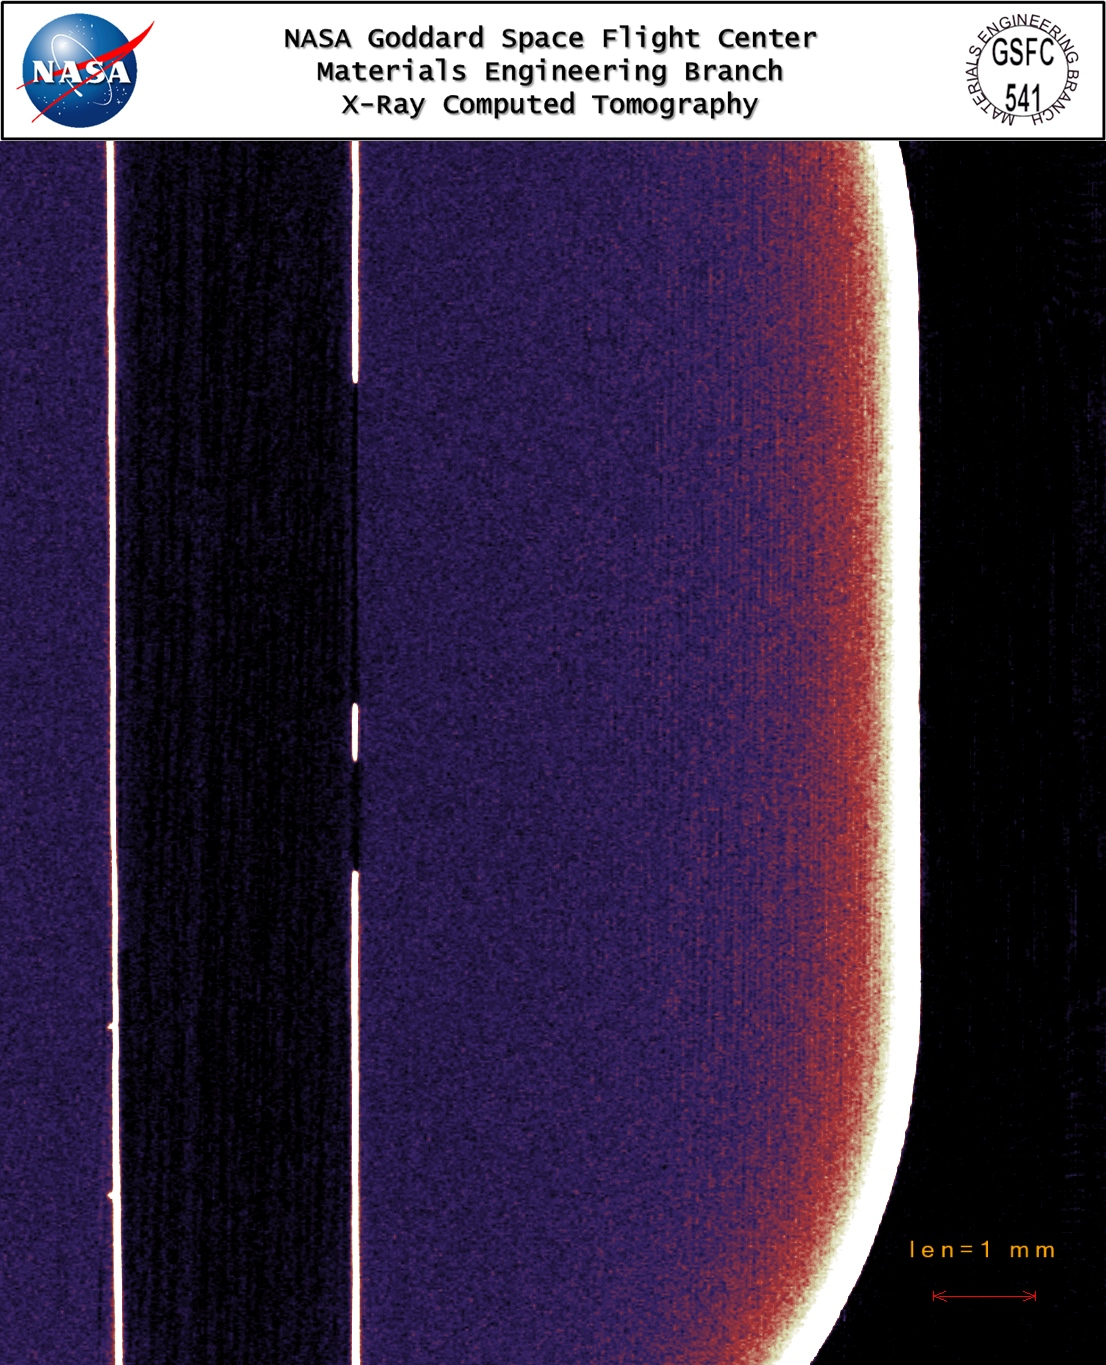 NASA
NASA Goddard Space Flight Center
Materials Engineering Branch
X-Ray Computed Tomography
MATERIALS ENGINEERING BRANCH
GSFC
541
len=1 mm